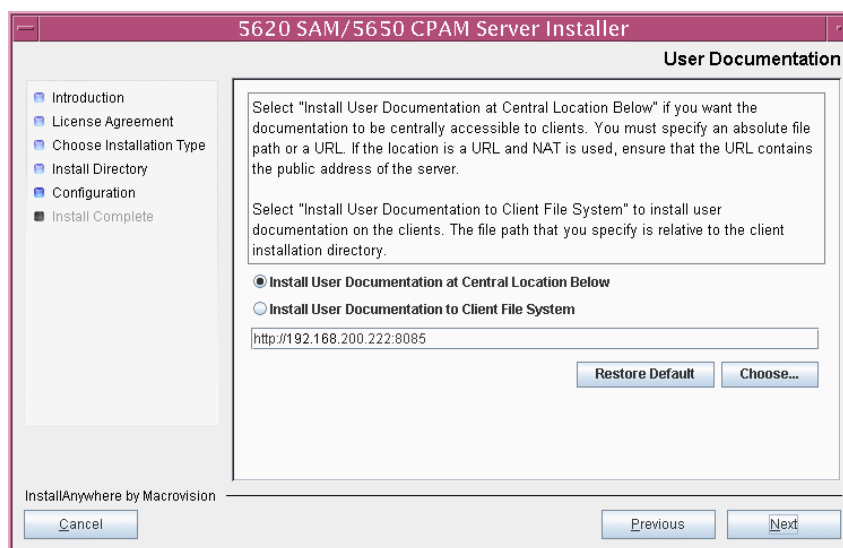 5620 SAM/5650 CPAM Server Installer
User Documentation
Introduction
License Agreement
Choose Installation Type
Install Directory
Configuration
Install Complete
Select "Install User Documentation at Central Location Below" if you want the
documentation to be centrally accessible to clients. You must specify an absolute file
path or a URL. If the location is a URL and NAT is used, ensure that the URL contains
the public address of the server.
Select "Install User Documentation to Client File System" to install user
documentation on the clients. The file path that you specify is relative to the client
installation directory.
Install User Documentation at Central Location Below
Install User Documentation to Client File System
http://192.168.200.222:8085
Restore Default
Choose...
InstallAnywhere by Macrovision
Cancel
Previous
Next